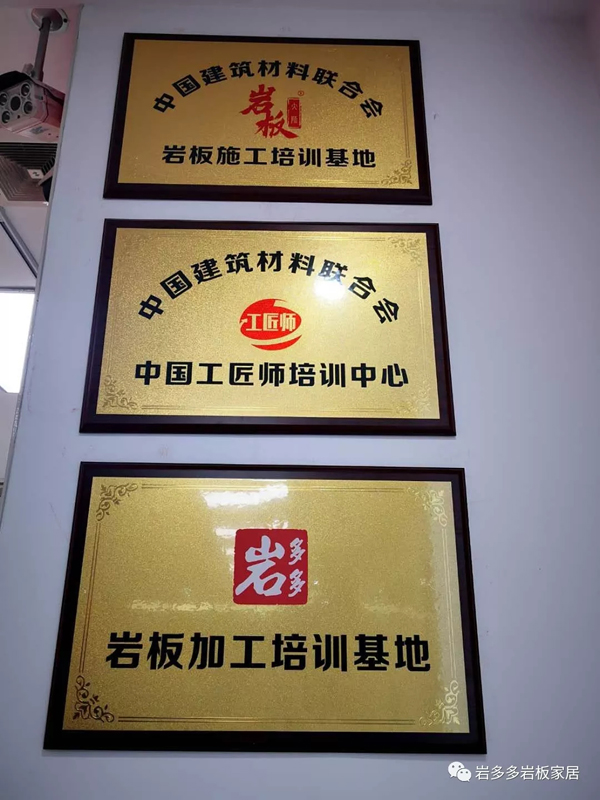 中国建筑材料联合会
岩板
岩板施工培训基地
中国建筑材料联合会
工匠师
中国工匠师培训中心
岩多多
岩板加工培训基地
岩多多岩板家居